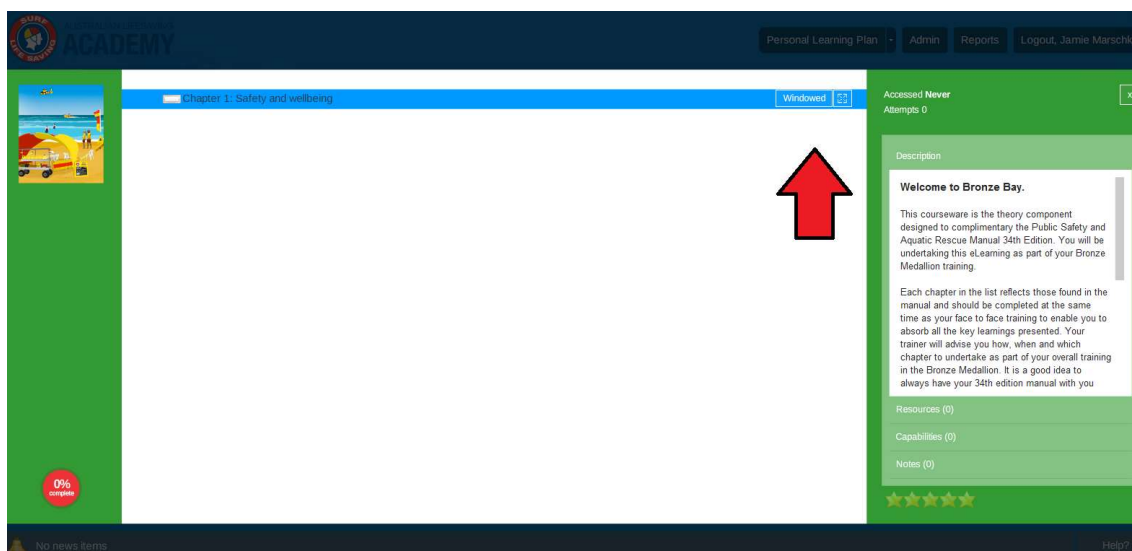 SURF
LIFE SAVING
ACADEMY
Personal Learning Plan
Admin
Reports
Logout, Jamie Marschk
Chapter 1: Safety and wellbeing
Windowed
Accessed Never
x
Attempts 0
Description
Welcome to Bronze Bay.
This courseware is the theory component
designed to complimentary the Public Safety and
Aquatic Rescue Manual 34th Edition. You will be
undertaking this eLearning as part of your Bronze
Medallion training.
Each chapter in the list reflects those found in the
manual and should be completed at the same
time as your face to face training to enable you to
absorb all the key learnings presented. Your
trainer will advise you how, when and which
chapter to undertake as part of your overall training
in the Bronze Medallion. It is a good idea to
always have your 34th edition manual with you
Resources (0)
Capabilities (0)
Notes (0)
0%
complete
No news items
Help?